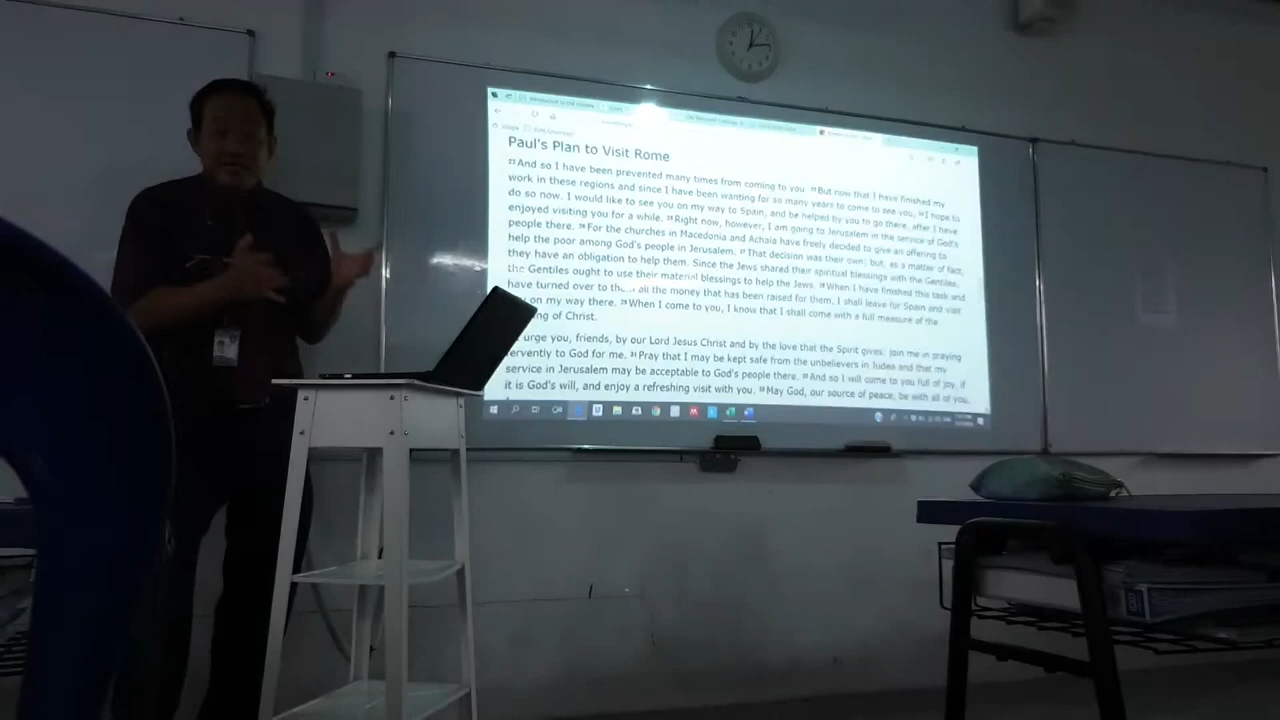 Paul's Plan to Visit Rome
22And so I have been prevented many times from coming to you. 23But now that I have finished my
work in these regions and since I have been wanting for so many years to come to see you, 24I hope to
do so now. I would like to see you on my way to Spain, and be helped by you to go there, after I have
enjoyed visiting you for a while. 25Right now, however, I am going to Jerusalem in the service of God's
people there. 26For the churches in Macedonia and Achaia have freely decided to give an offering to
help the poor among God's people in Jerusalem. 27That decision was their own; but, as a matter of fact,
they have an obligation to help them. Since the Jews shared their spiritual blessings with the Gentiles,
the Gentiles ought to use their material blessings to help the Jews. 28When I have finished this task and
have turned over to all the money that has been raised for them, I shall leave for Spain and visit
on my way there. 29When I come to you, I know that I shall come with a full measure of the
of Christ.
urge you, friends, by our Lord Jesus Christ and by the love that the Spirit gives: join me in praying
fervently to God for me. 31Pray that I may be kept safe from the unbelievers in Judea and that my
service in Jerusalem may be acceptable to God's people there. 32And so I will come to you full of joy, if
it is God's will, and enjoy a refreshing visit with you. 33May God, our source of peace, be with all of you.